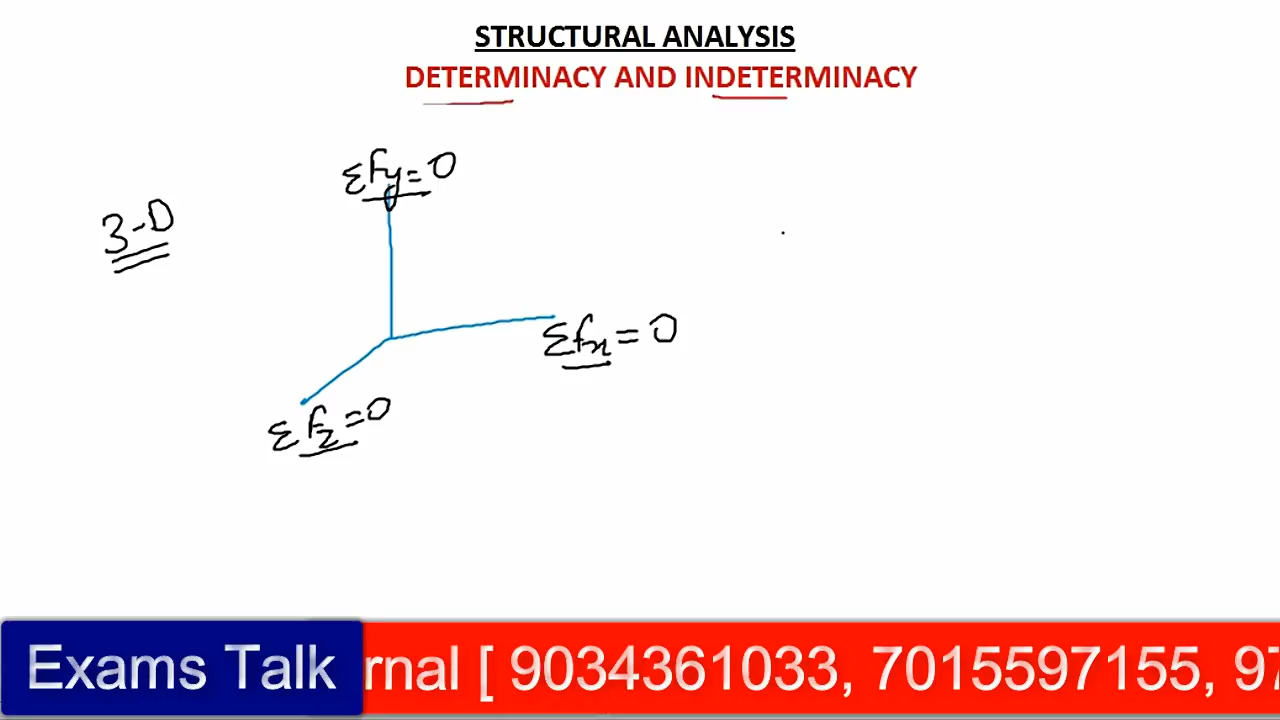 STRUCTURAL ANALYSIS
DETERMINACY AND INDETERMINACY
Σfy=0
3-D
Σfx=0
Σfz=0
Exams Talk
rnal [ 9034361033, 7015597155, 97